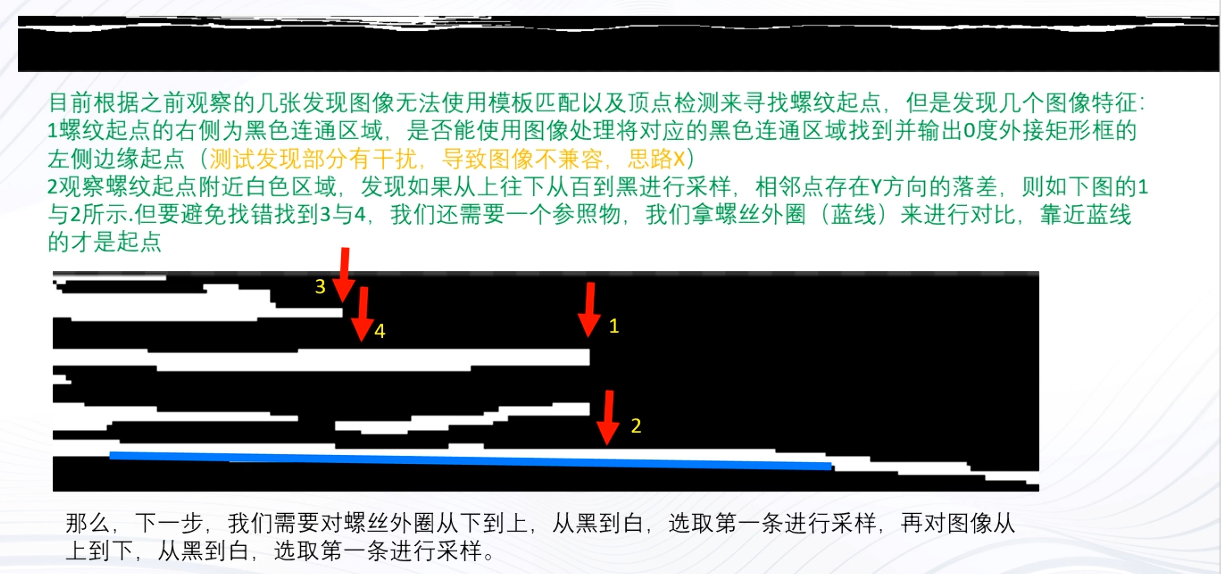 目前根据之前观察的几张发现图像无法使用模板匹配以及顶点检测来寻找螺纹起点，但是发现几个图像特征：
1螺纹起点的右侧为黑色连通区域，是否能使用图像处理将对应的黑色连通区域找到并输出0度外接矩形框的
左侧边缘起点（测试发现部分有干扰，导致图像不兼容，思路X）
2观察螺纹起点附近白色区域，发现如果从上往下从百到黑进行采样，相邻点存在Y方向的落差，则如下图的1
与2所示.但要避免找错找到3与4，我们还需要一个参照物，我们拿螺丝外圈（蓝线）来进行对比，靠近蓝线
的才是起点
3
4
1
2
那么，下一步，我们需要对螺丝外圈从下到上，从黑到白，选取第一条进行采样，再对图像从
上到下，从黑到白，选取第一条进行采样。